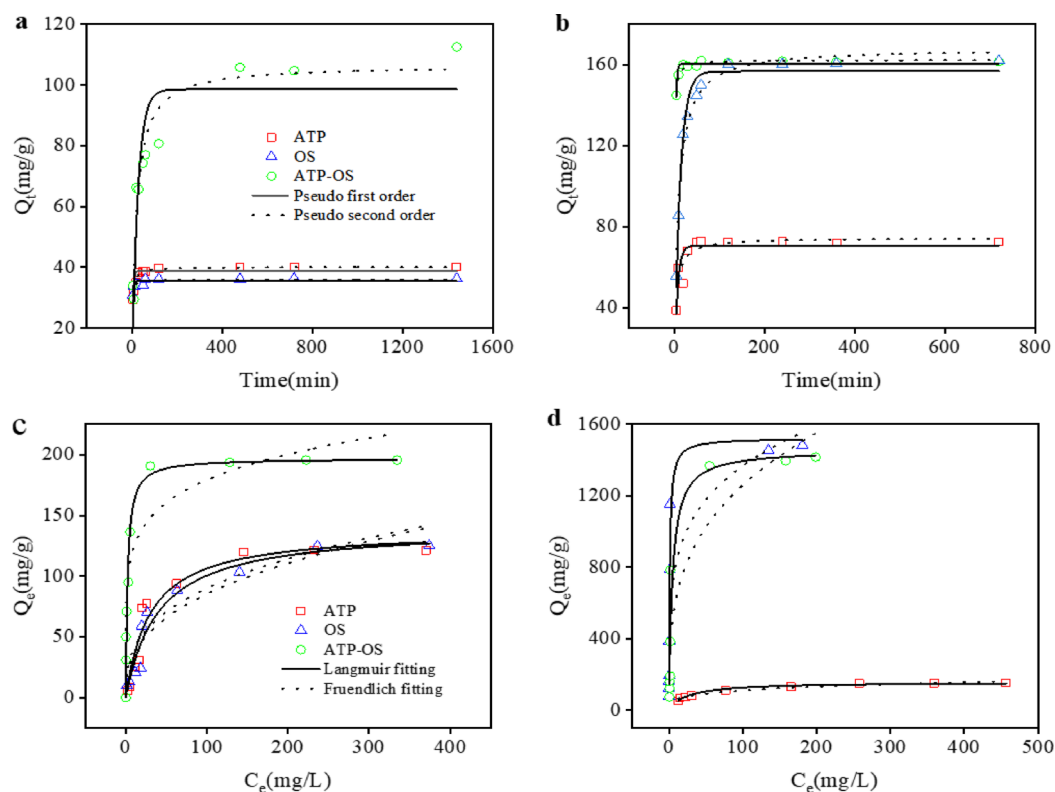 a
120
100
80
60
40
20
Qt(mg/g)
ATP
OS
ATP-OS
Pseudo first order
Pseudo second order
0
400
800
1200
1600
Time(min)
b
160
120
80
40
Qt(mg/g)
0
200
400
600
800
Time(min)
c
200
150
100
50
0
Qe(mg/g)
ATP
OS
ATP-OS
Langmuir fitting
Fruendlich fitting
0
100
200
300
400
Ce(mg/L)
d
1600
1200
800
400
0
Qe(mg/g)
0
100
200
300
400
500
Ce(mg/L)